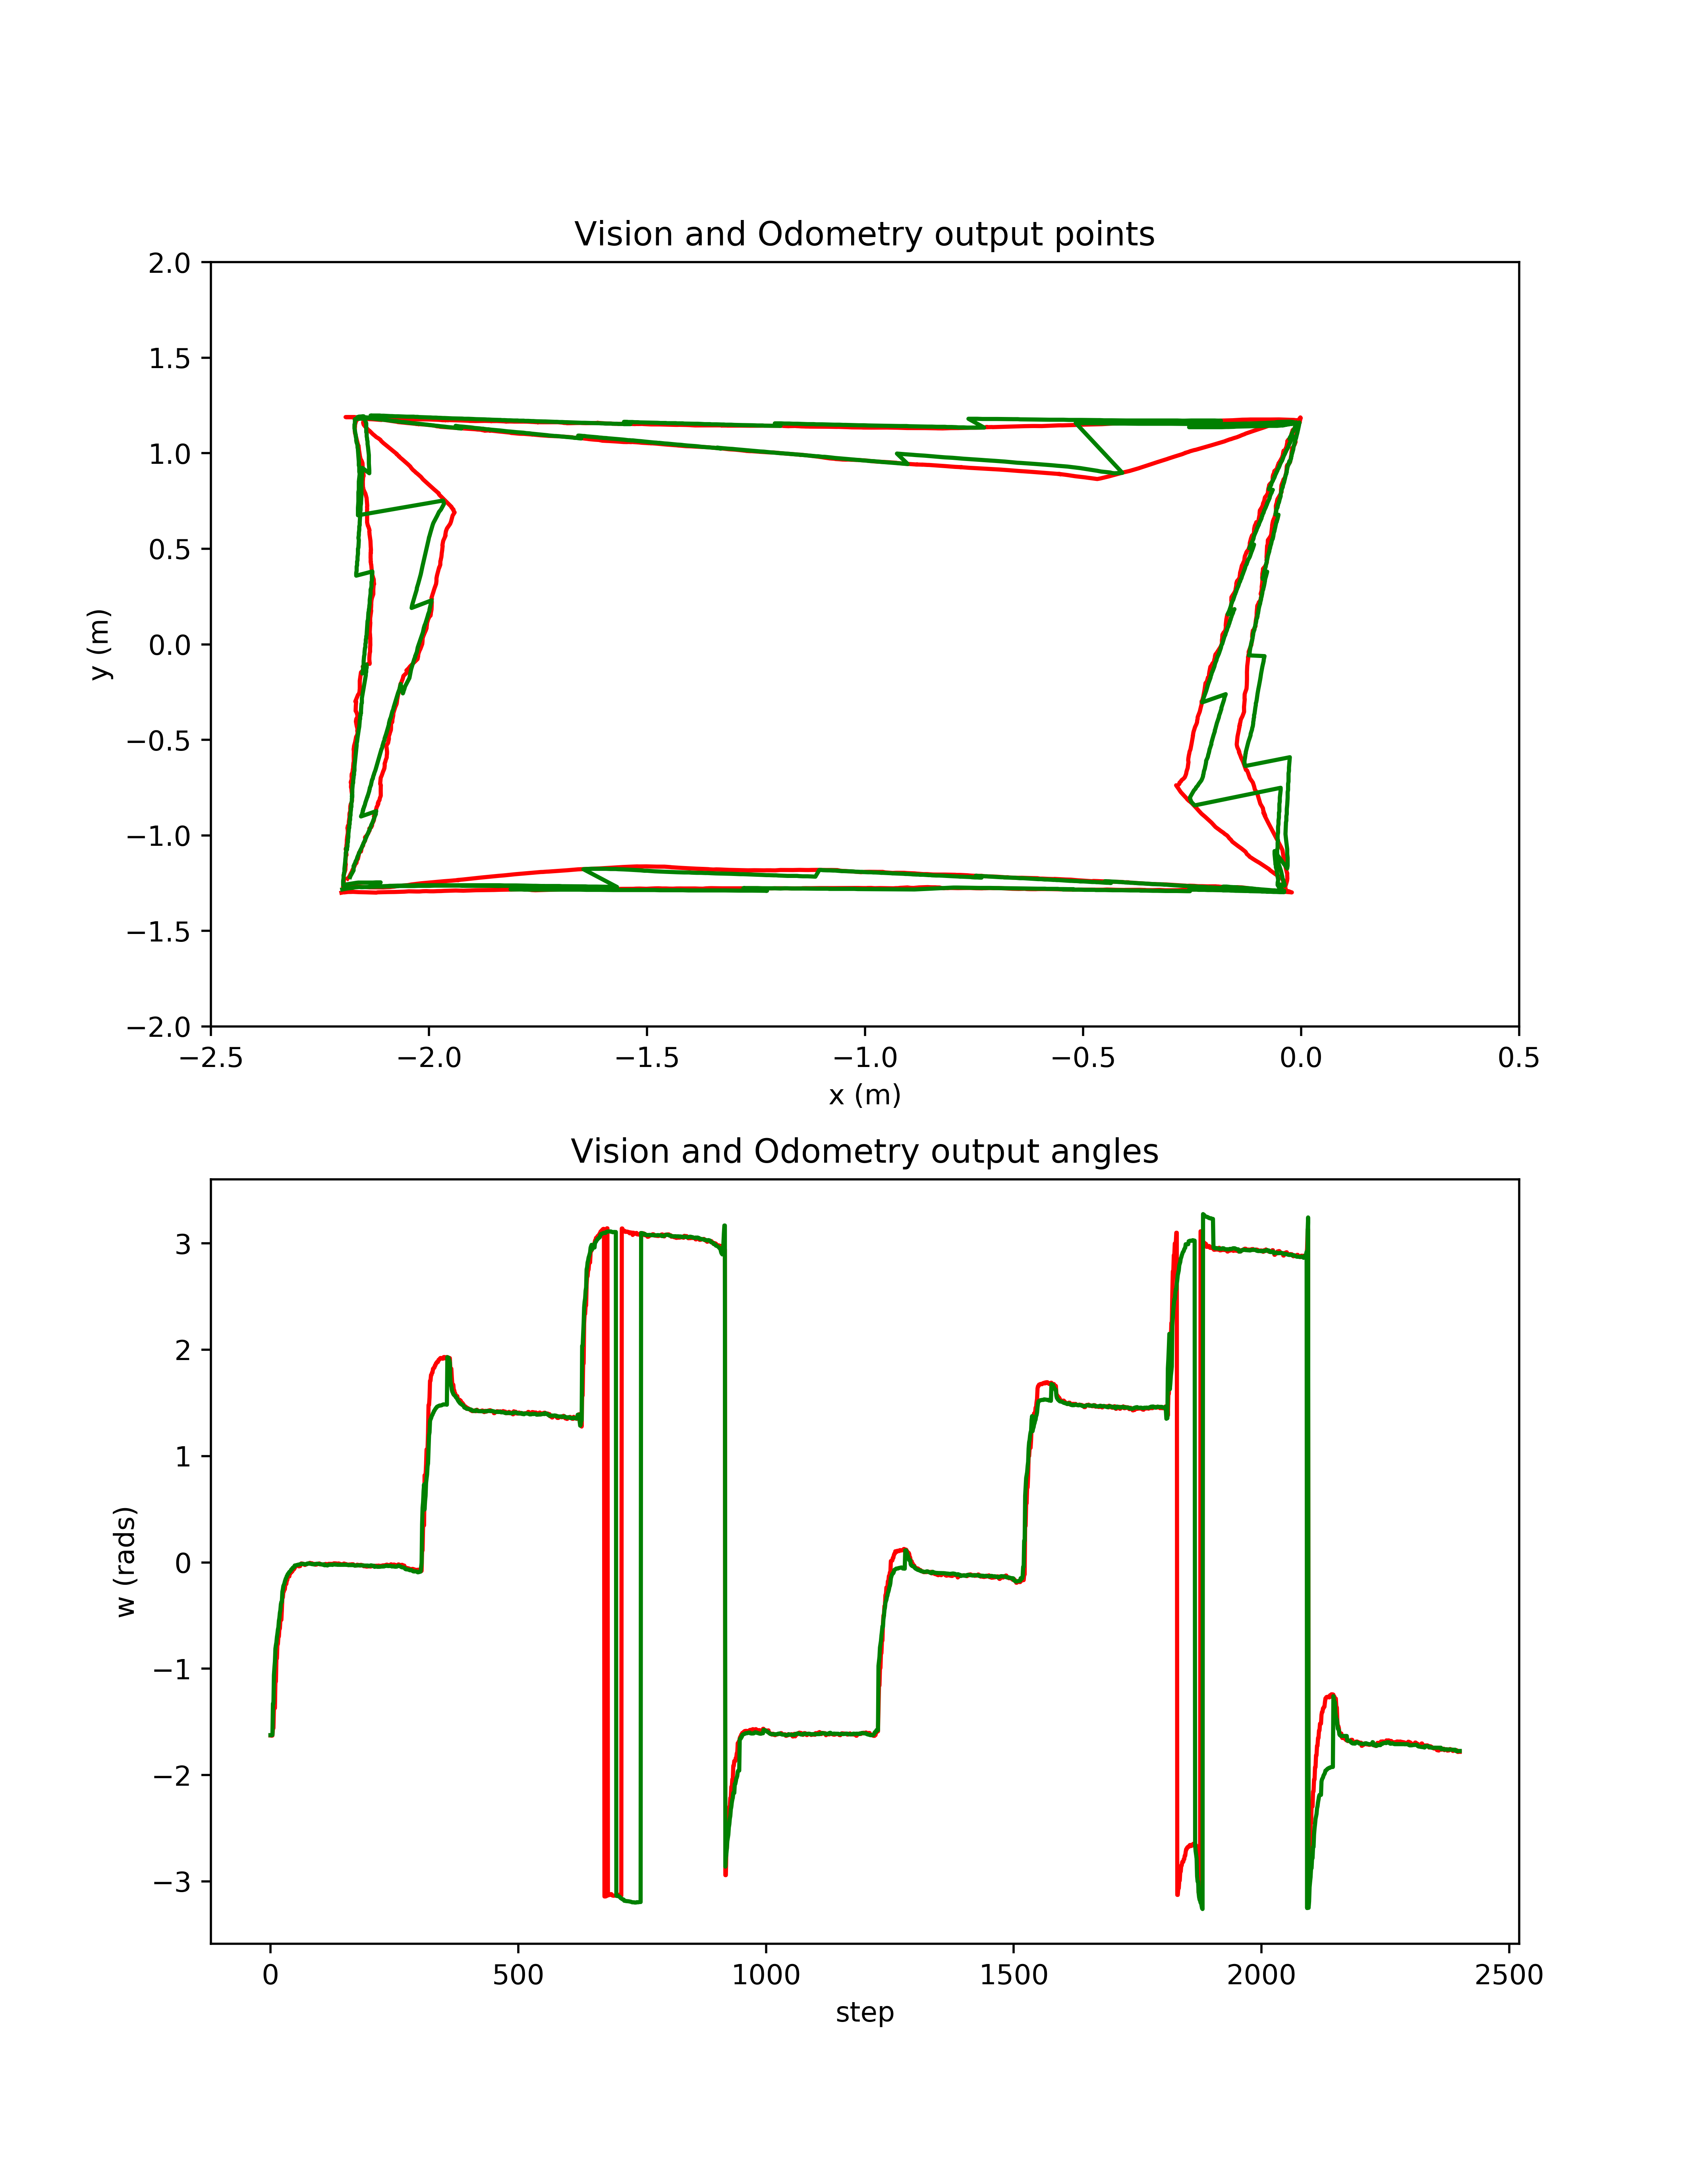 Vision and Odometry output points
2.0
1.5
1.0
0.5
0.0
−0.5
−1.0
−1.5
−2.0
y (m)
−2.5 −2.0 −1.5 −1.0 −0.5 0.0 0.5
x (m)
Vision and Odometry output angles
3
2
1
0
−1
−2
−3
w (rads)
0 500 1000 1500 2000 2500
step